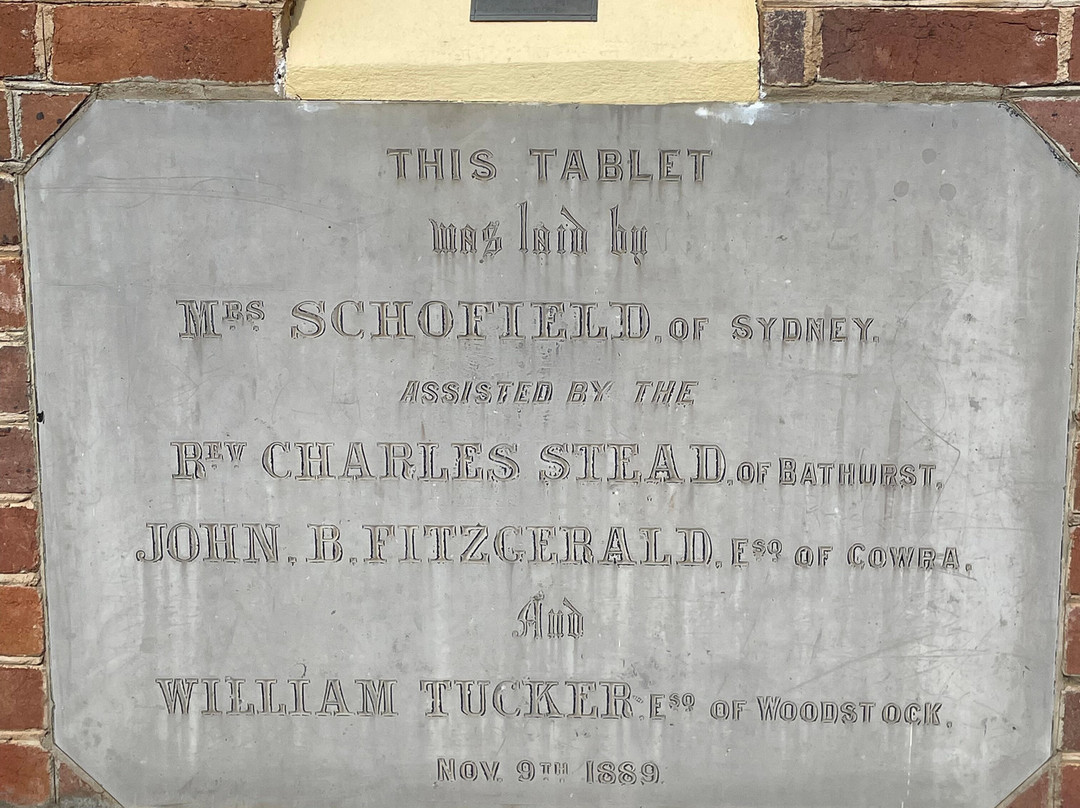 THIS TABLET
was laid by
MRS. SCHOFIELD. OF SYDNEY.
ASSISTED BY THE
REV CHARLES STEAD. OF BATHURST.
JOHN. B. FITZGERALD. ESQ OF COWRA.
And
WILLIAM TUCKER. ESQ OF WOODSTOCK.
NOV. 9TH 1889.